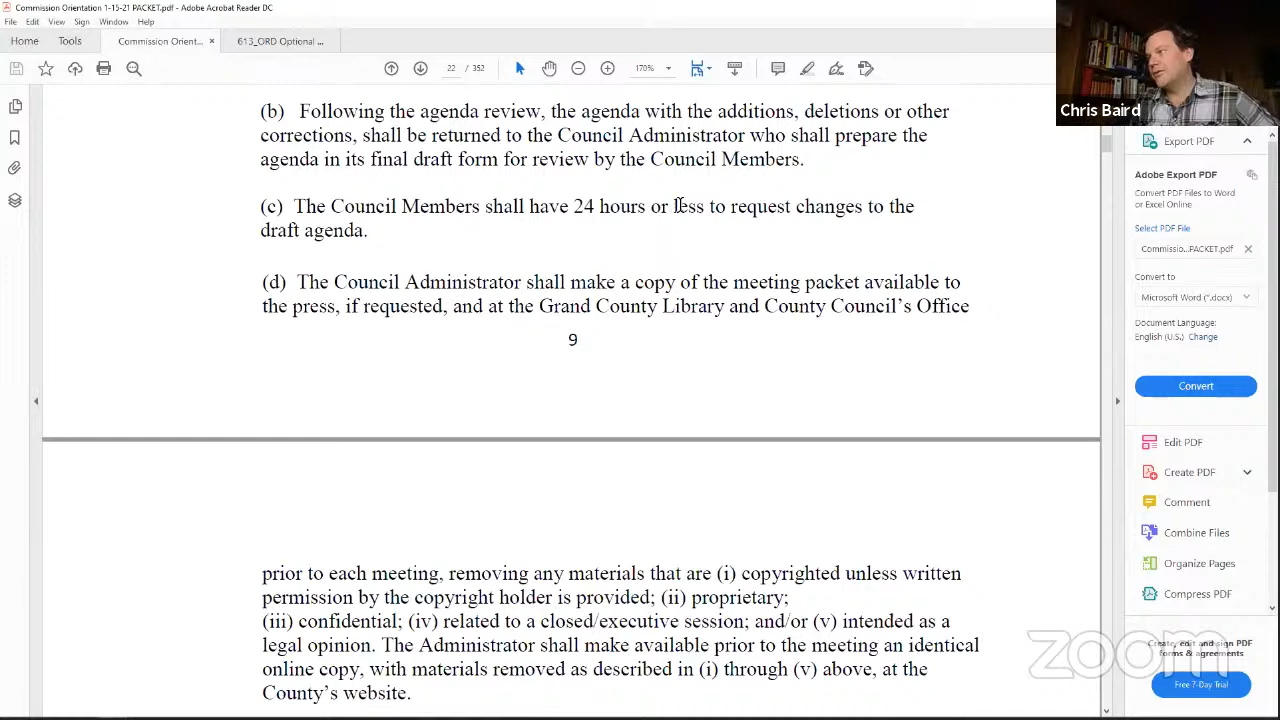 Commission Orientation 1-15-21 PACKET.pdf - Adobe Acrobat Reader DC
File Edit View Sign Window Help
Home Tools Commission Orient... × 613_ORD Optional ...
22 / 352 170%
Chris Baird
(b) Following the agenda review, the agenda with the additions, deletions or other
corrections, shall be returned to the Council Administrator who shall prepare the
agenda in its final draft form for review by the Council Members.
(c) The Council Members shall have 24 hours or less to request changes to the
draft agenda.
(d) The Council Administrator shall make a copy of the meeting packet available to
the press, if requested, and at the Grand County Library and County Council's Office
9
prior to each meeting, removing any materials that are (i) copyrighted unless written
permission by the copyright holder is provided; (ii) proprietary;
(iii) confidential; (iv) related to a closed/executive session; and/or (v) intended as a
legal opinion. The Administrator shall make available prior to the meeting an identical
online copy, with materials removed as described in (i) through (v) above, at the
County's website.
Export PDF
Adobe Export PDF
Convert PDF Files to Word
or Excel Online
Select PDF File
Commissio...PACKET.pdf ×
Convert to
Microsoft Word (*.docx)
Document Language:
English (U.S.) Change
Convert
Edit PDF
Create PDF
Comment
Combine Files
Organize Pages
Compress PDF
Create, edit and sign PDF
forms & agreements
Free 7-Day Trial
zoom